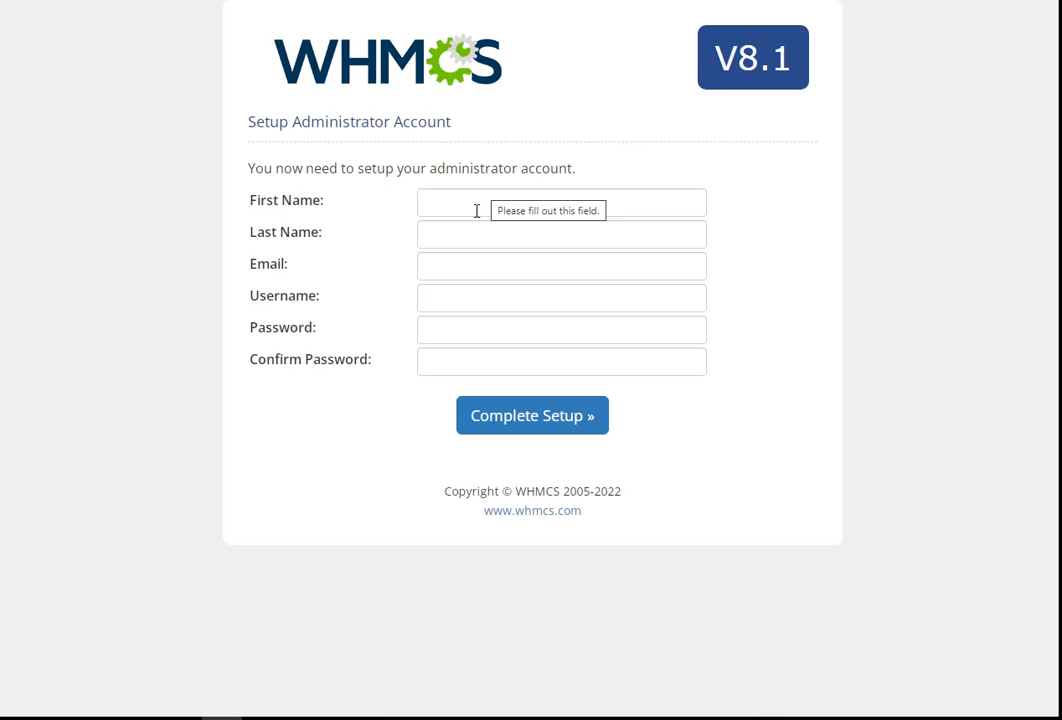 WHMCS
V8.1
Setup Administrator Account
You now need to setup your administrator account.
First Name:
Please fill out this field.
Last Name:
Email:
Username:
Password:
Confirm Password:
Complete Setup »
Copyright © WHMCS 2005-2022
www.whmcs.com